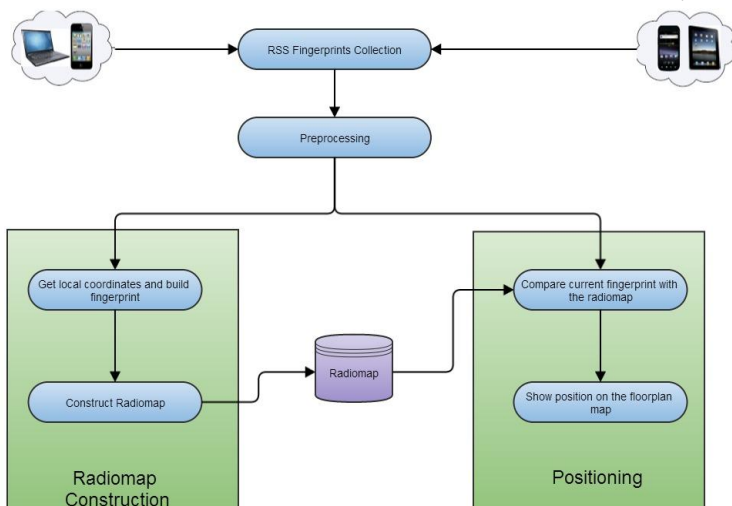 RSS Fingerprints Collection
Preprocessing
Get local coordinates and build
fingerprint
Compare current fingerprint with
the radiomap
Radiomap
Construct Radiomap
Show position on the floorplan
map
Radiomap
Construction
Positioning